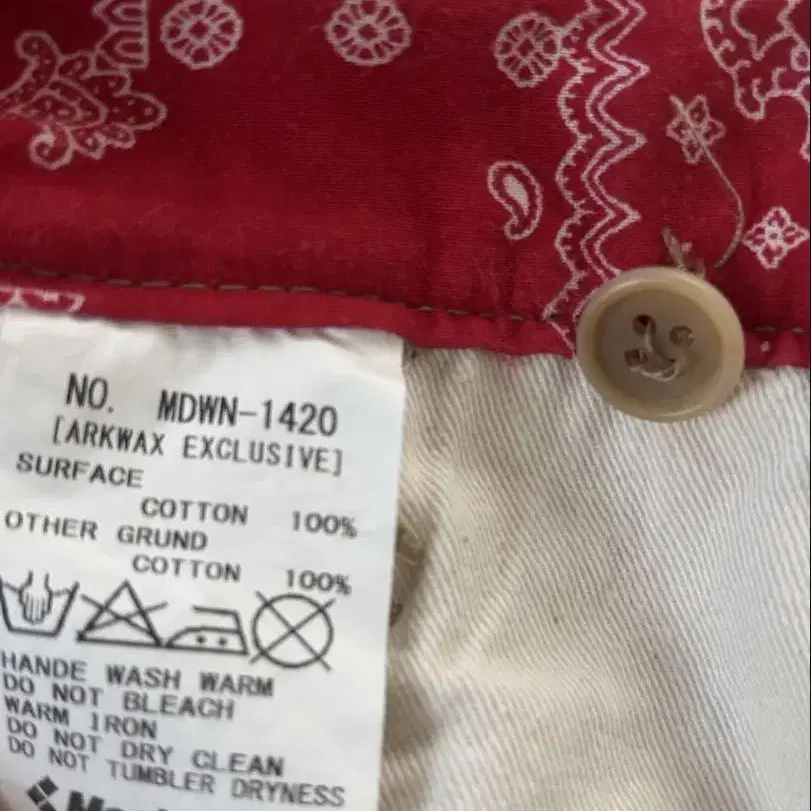 NO. MDWN-1420
[ARKWAX EXCLUSIVE]
SURFACE
COTTON 100%
OTHER GRUND
COTTON 100%
HANDE WASH WARM
DO NOT BLEACH
WARM IRON
DO NOT DRY CLEAN
DO NOT TUMBLER DRYNESS